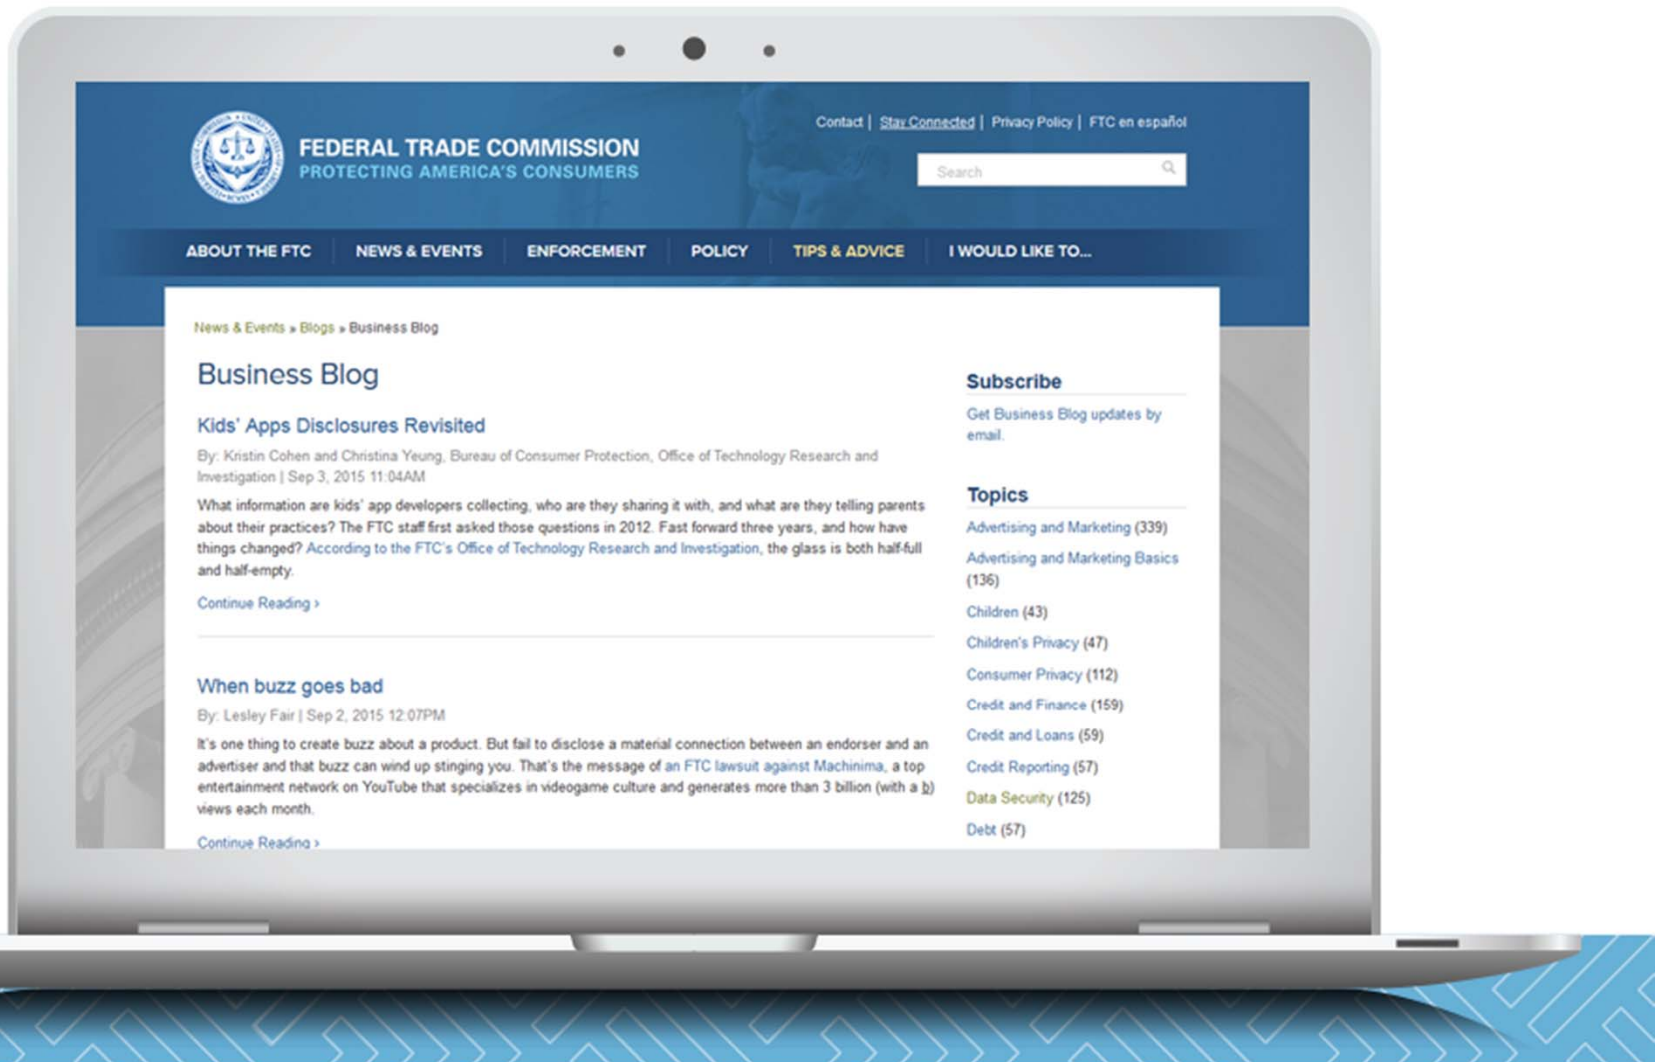 Contact | Stay Connected | Privacy Policy | FTC en español
FEDERAL TRADE COMMISSION
PROTECTING AMERICA'S CONSUMERS
Search
ABOUT THE FTC
NEWS & EVENTS
ENFORCEMENT
POLICY
TIPS & ADVICE
I WOULD LIKE TO...
News & Events » Blogs » Business Blog
Business Blog
Kids' Apps Disclosures Revisited
By: Kristin Cohen and Christina Yeung, Bureau of Consumer Protection, Office of Technology Research and
Investigation | Sep 3, 2015 11:04AM
What information are kids' app developers collecting, who are they sharing it with, and what are they telling parents
about their practices? The FTC staff first asked those questions in 2012. Fast forward three years, and how have
things changed? According to the FTC's Office of Technology Research and Investigation, the glass is both half-full
and half-empty.
Continue Reading ›
When buzz goes bad
By: Lesley Fair | Sep 2, 2015 12:07PM
It's one thing to create buzz about a product. But fail to disclose a material connection between an endorser and an
advertiser and that buzz can wind up stinging you. That's the message of an FTC lawsuit against Machinima, a top
entertainment network on YouTube that specializes in videogame culture and generates more than 3 billion (with a b)
views each month.
Continue Reading ›
Subscribe
Get Business Blog updates by
email.
Topics
Advertising and Marketing (339)
Advertising and Marketing Basics
(136)
Children (43)
Children's Privacy (47)
Consumer Privacy (112)
Credit and Finance (159)
Credit and Loans (59)
Credit Reporting (57)
Data Security (125)
Debt (57)